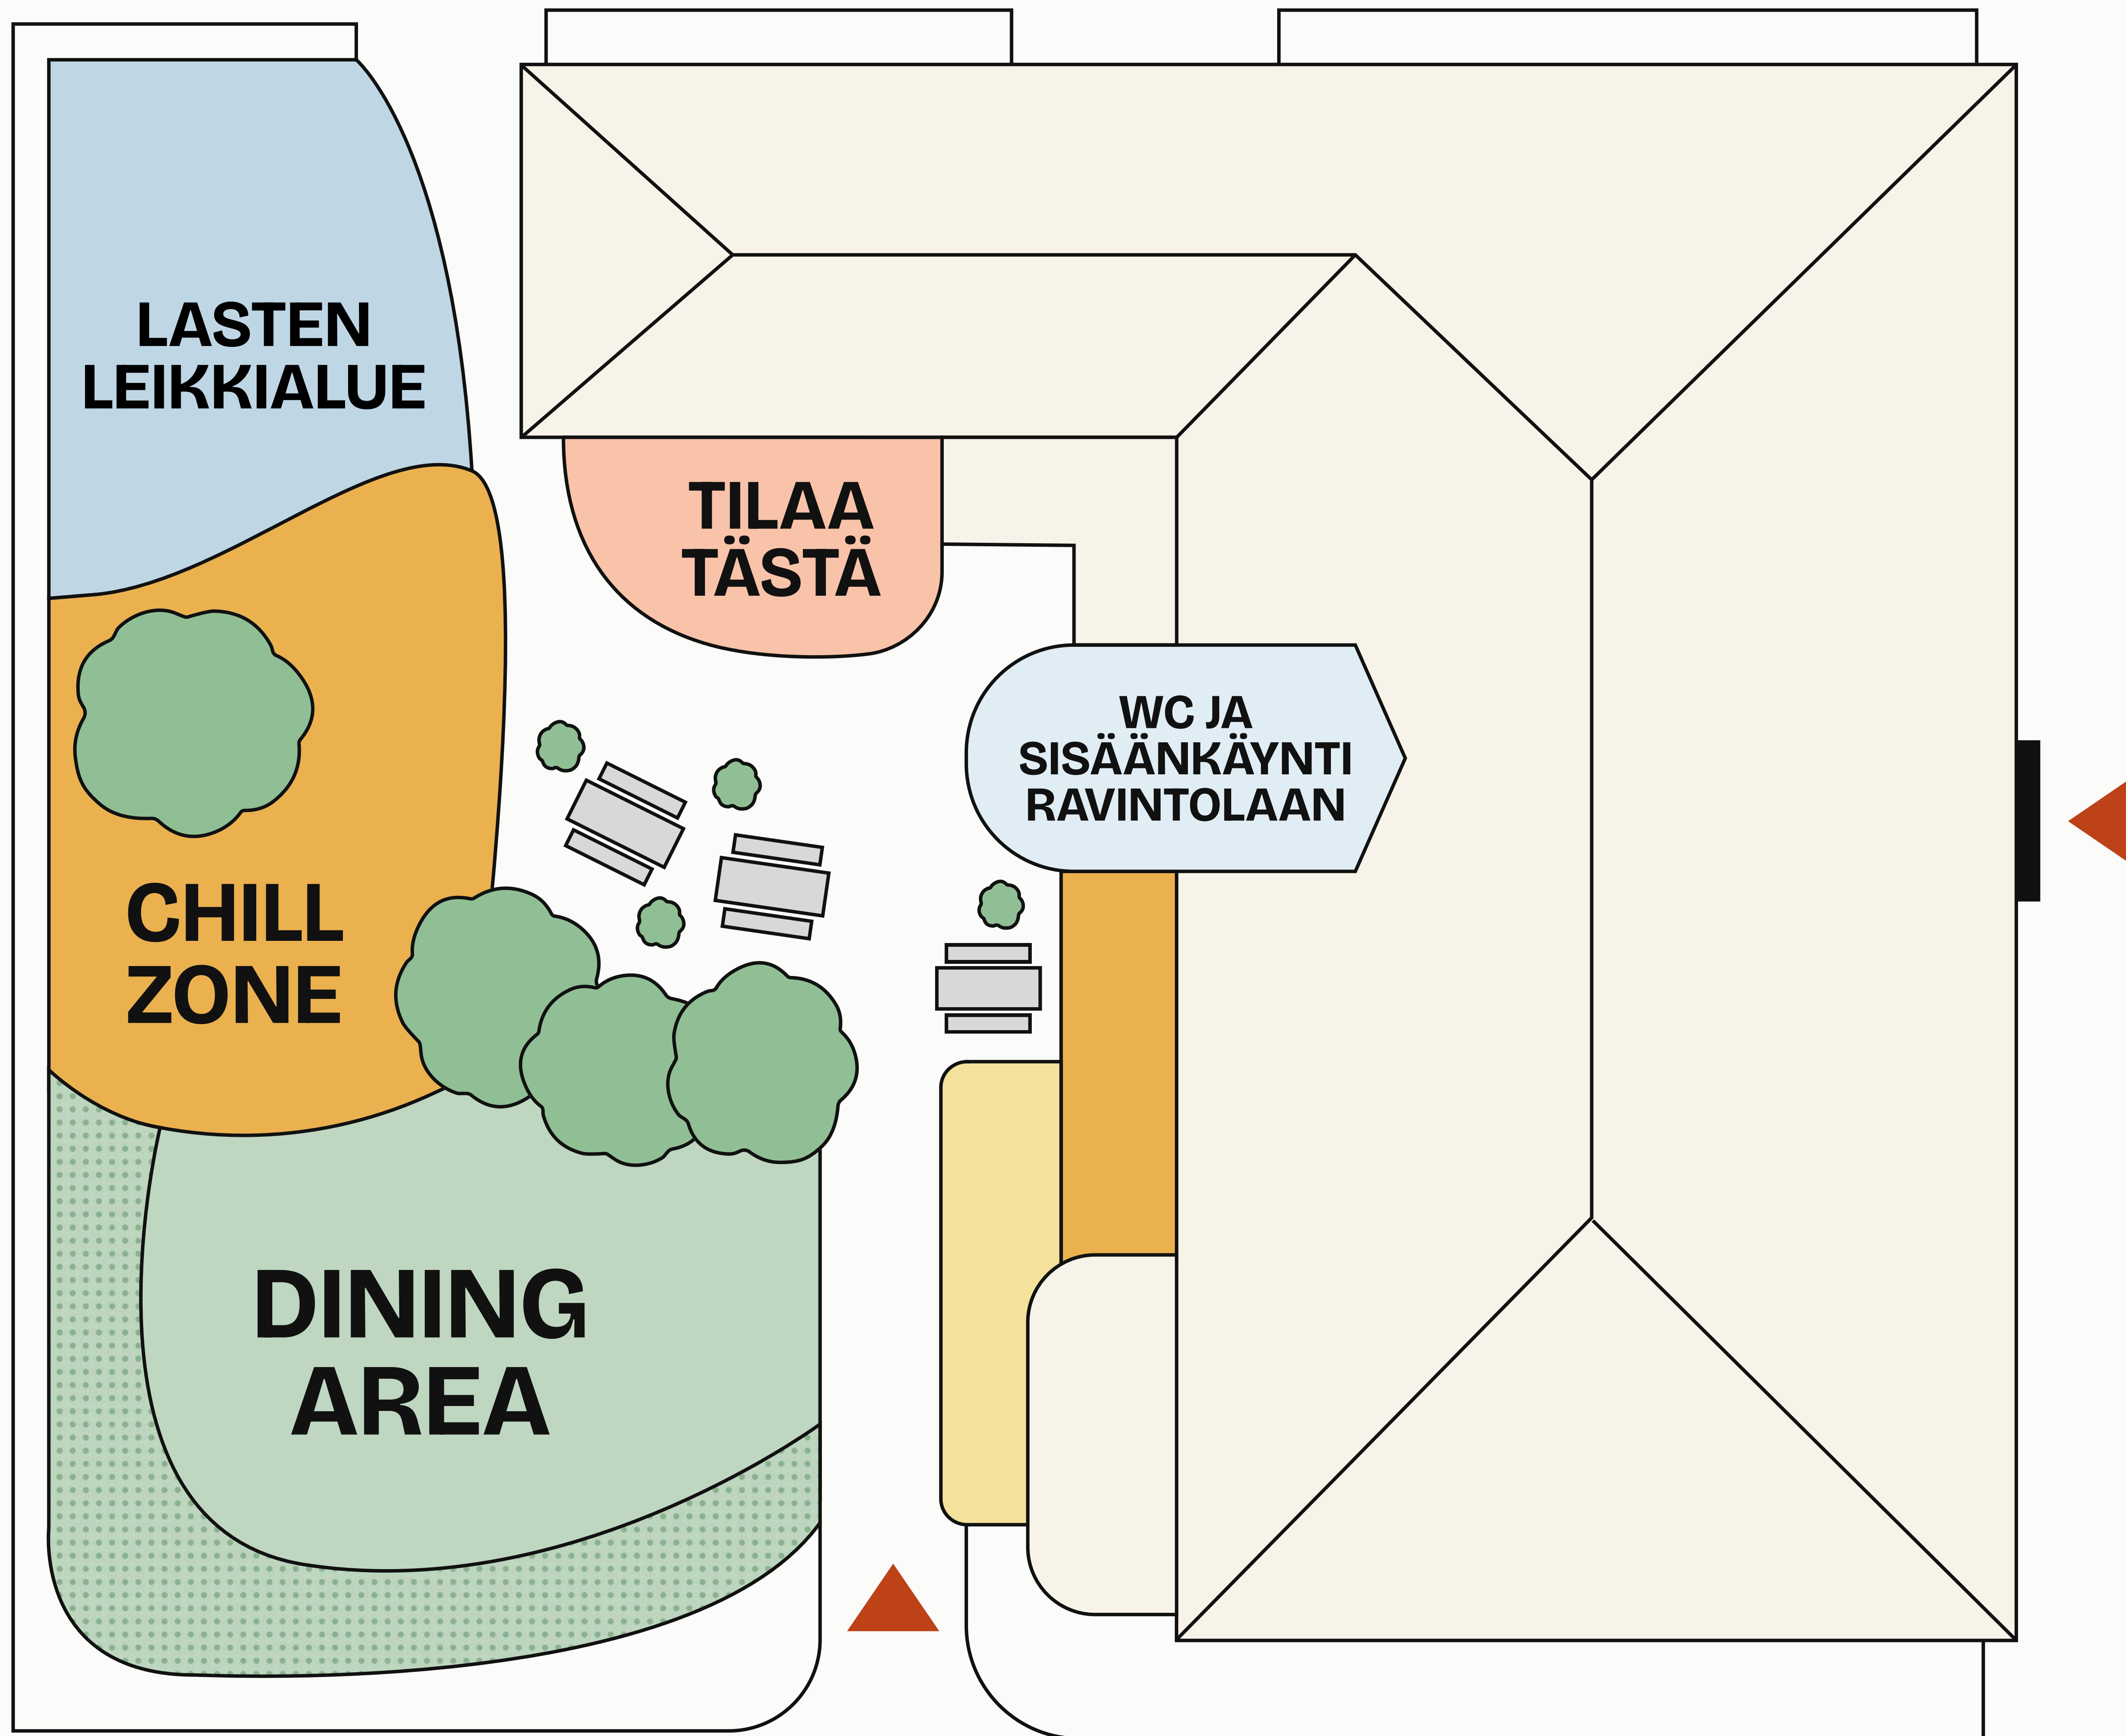 LASTEN
LEIKKIALUE
TILAA
TÄSTÄ
WC JA
SISÄÄNKÄYNTI
RAVINTOLAAN
CHILL
ZONE
DINING
AREA